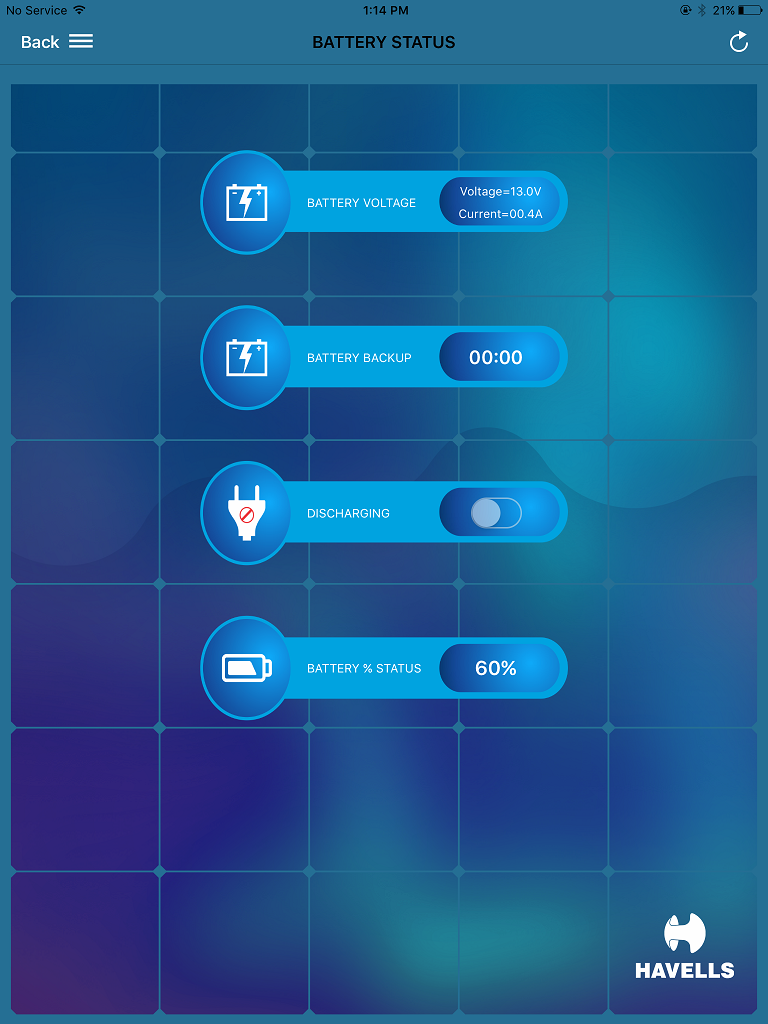 No Service
1:14 PM
21%
Back
BATTERY STATUS
BATTERY VOLTAGE
Voltage=13.0V
Current=00.4A
BATTERY BACKUP
00:00
DISCHARGING
BATTERY % STATUS
60%
HAVELLS